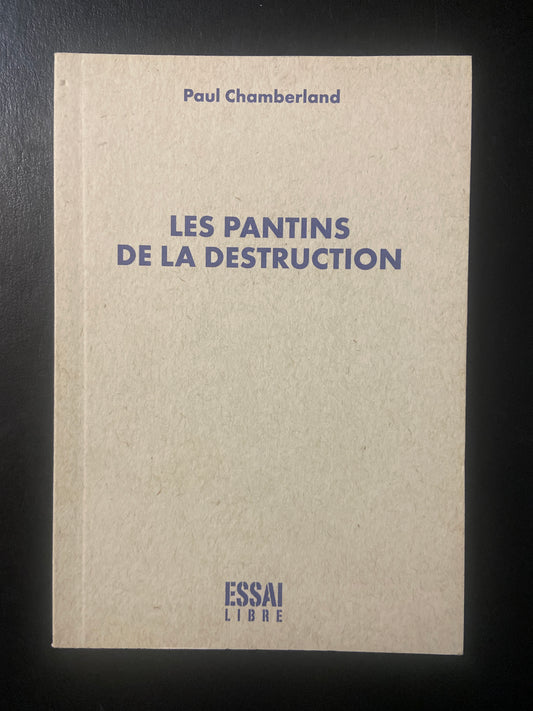 Paul Chamberland
LES PANTINS
DE LA DESTRUCTION
ESSAI
LIBRE